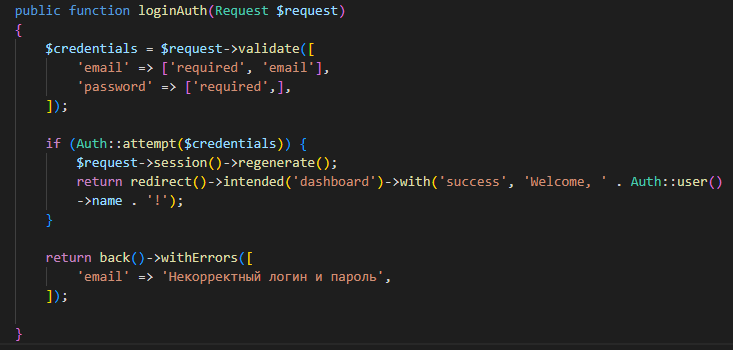 public function loginAuth(Request $request)
{
$credentials = $request->validate([
'email' => ['required', 'email'],
'password' => ['required',],
]);
if (Auth::attempt($credentials)) {
$request->session()->regenerate();
return redirect()->intended('dashboard')->with('success', 'Welcome, ' . Auth::user()
->name . '!');
}
return back()->withErrors([
'email' => 'Некорректный логин и пароль',
]);
}